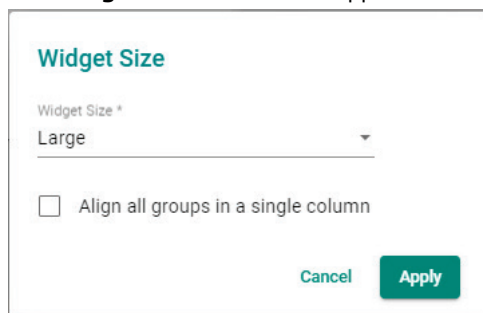 Widget Size
Widget Size *
Large
Align all groups in a single column
Cancel
Apply